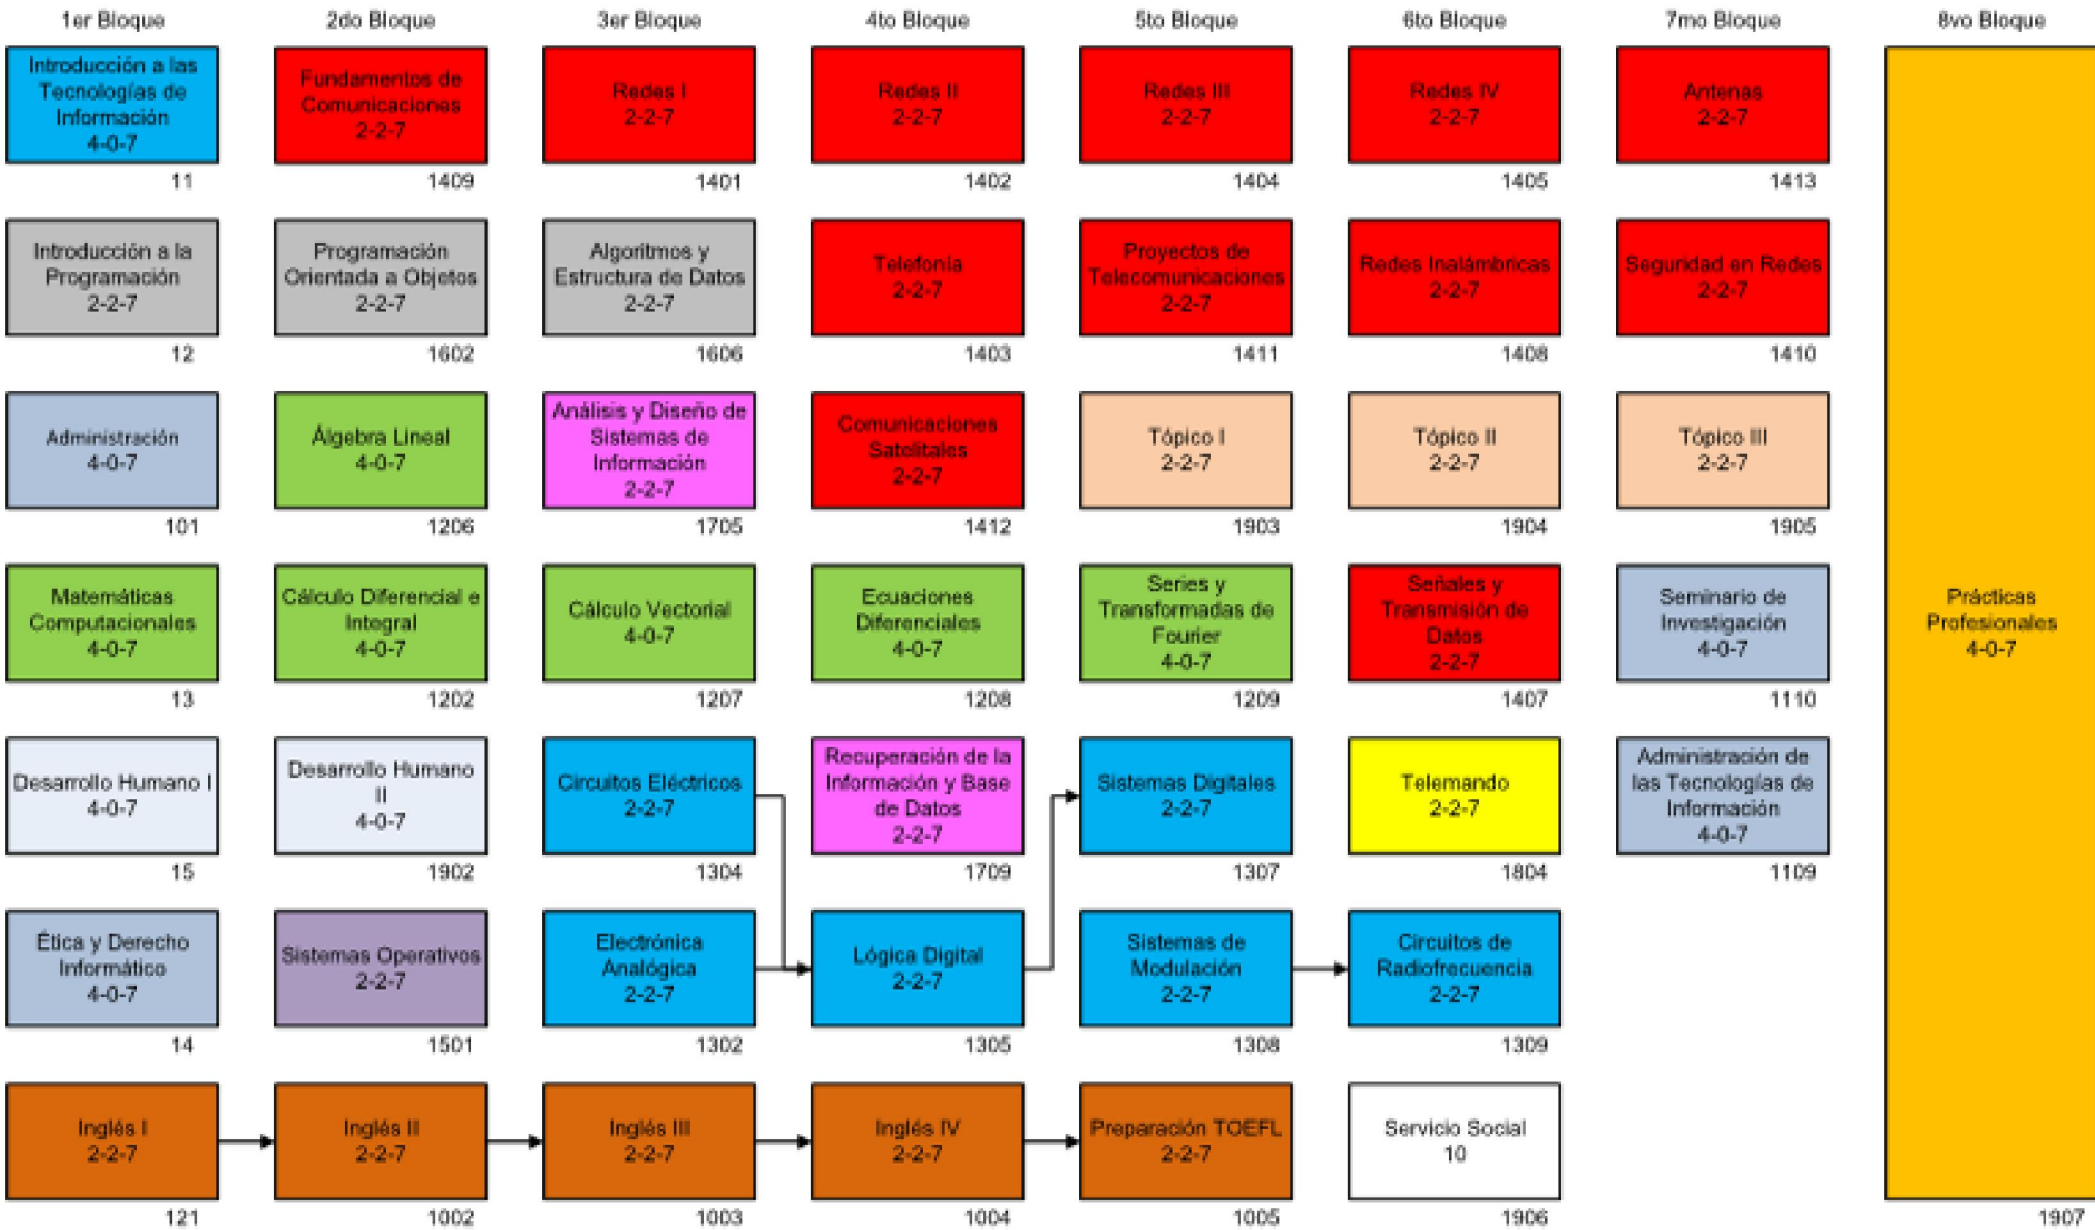 1er Bloque
2do Bloque
3er Bloque
4to Bloque
5to Bloque
6to Bloque
7mo Bloque
8vo Bloque
Introducción a las
Tecnologías de
Información
4-0-7
11
Fundamentos de
Comunicaciones
2-2-7
1409
Redes I
2-2-7
1401
Redes II
2-2-7
1402
Redes III
2-2-7
1404
Redes IV
2-2-7
1405
Antenas
2-2-7
1413
Introducción a la
Programación
2-2-7
12
Programación
Orientada a Objetos
2-2-7
1602
Algoritmos y
Estructura de Datos
2-2-7
1606
Telefonía
2-2-7
1403
Proyectos de
Telecomunicaciones
2-2-7
1411
Redes Inalámbricas
2-2-7
1408
Seguridad en Redes
2-2-7
1410
Administración
4-0-7
101
Álgebra Lineal
4-0-7
1206
Análisis y Diseño de
Sistemas de
Información
2-2-7
1705
Comunicaciones
Satelitales
2-2-7
1412
Tópico I
2-2-7
1903
Tópico II
2-2-7
1904
Tópico III
2-2-7
1905
Matemáticas
Computacionales
4-0-7
13
Cálculo Diferencial e
Integral
4-0-7
1202
Cálculo Vectorial
4-0-7
1207
Ecuaciones
Diferenciales
4-0-7
1208
Series y
Transformadas de
Fourier
4-0-7
1209
Señales y
Transmisión de
Datos
2-2-7
1407
Seminario de
Investigación
4-0-7
1110
Prácticas
Profesionales
4-0-7
Desarrollo Humano I
4-0-7
15
Desarrollo Humano
II
4-0-7
1902
Circuitos Eléctricos
2-2-7
1304
Recuperación de la
Información y Base
de Datos
2-2-7
1709
Sistemas Digitales
2-2-7
1307
Telemando
2-2-7
1804
Administración de
las Tecnologías de
Información
4-0-7
1109
Ética y Derecho
Informático
4-0-7
14
Sistemas Operativos
2-2-7
1501
Electrónica
Analógica
2-2-7
1302
Lógica Digital
2-2-7
1305
Sistemas de
Modulación
2-2-7
1308
Circuitos de
Radiofrecuencia
2-2-7
1309
Inglés I
2-2-7
121
Inglés II
2-2-7
1002
Inglés III
2-2-7
1003
Inglés IV
2-2-7
1004
Preparación TOEFL
2-2-7
1005
Servicio Social
10
1906
1907